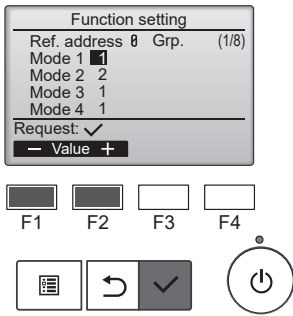 Function setting
Ref. address 0 Grp. (1/8)
Mode 1 1
Mode 2 2
Mode 3 1
Mode 4 1
Request: ✓
− Value +
F1 F2 F3 F4